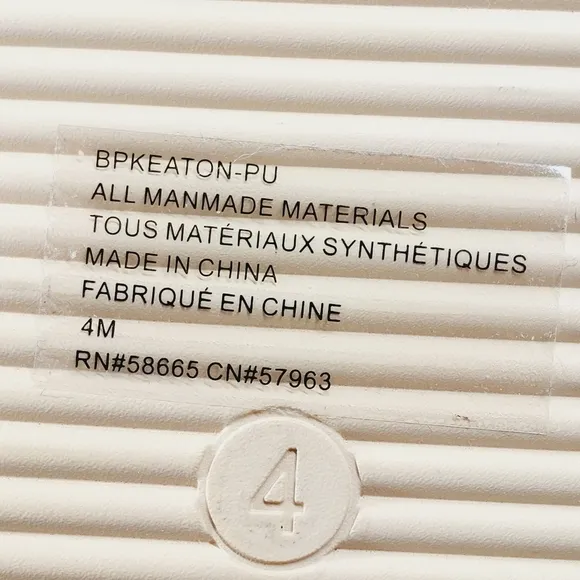 BPKEATON-PU
ALL MANMADE MATERIALS
TOUS MATÉRIAUX SYNTHÉTIQUES
MADE IN CHINA
FABRIQUÉ EN CHINE
4M
RN#58665 CN#57963
4